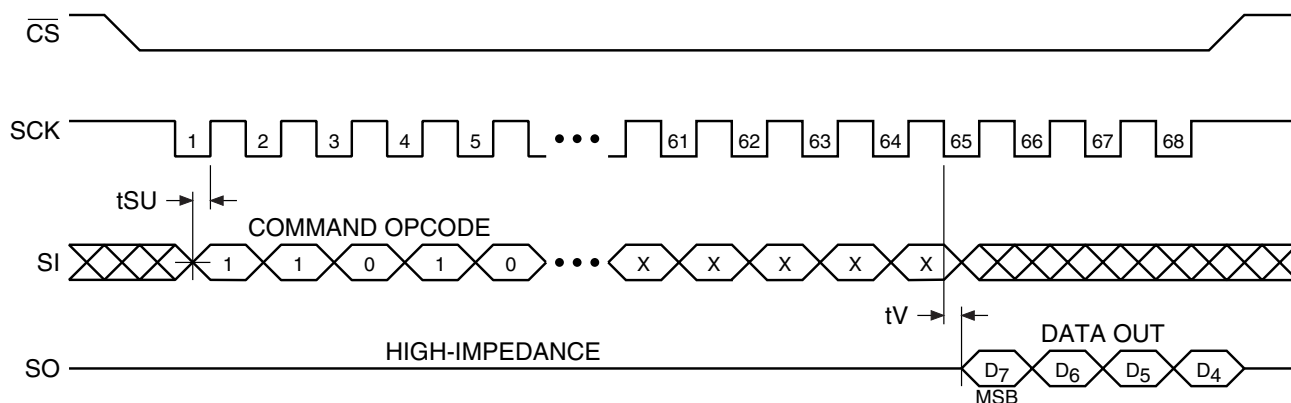 CS
SCK
1 2 3 4 5 ••• 61 62 63 64 65 66 67 68
tSU
COMMAND OPCODE
SI
1 1 0 1 0 ••• X X X X X
tV
DATA OUT
HIGH-IMPEDANCE
SO
D7 D6 D5 D4
MSB